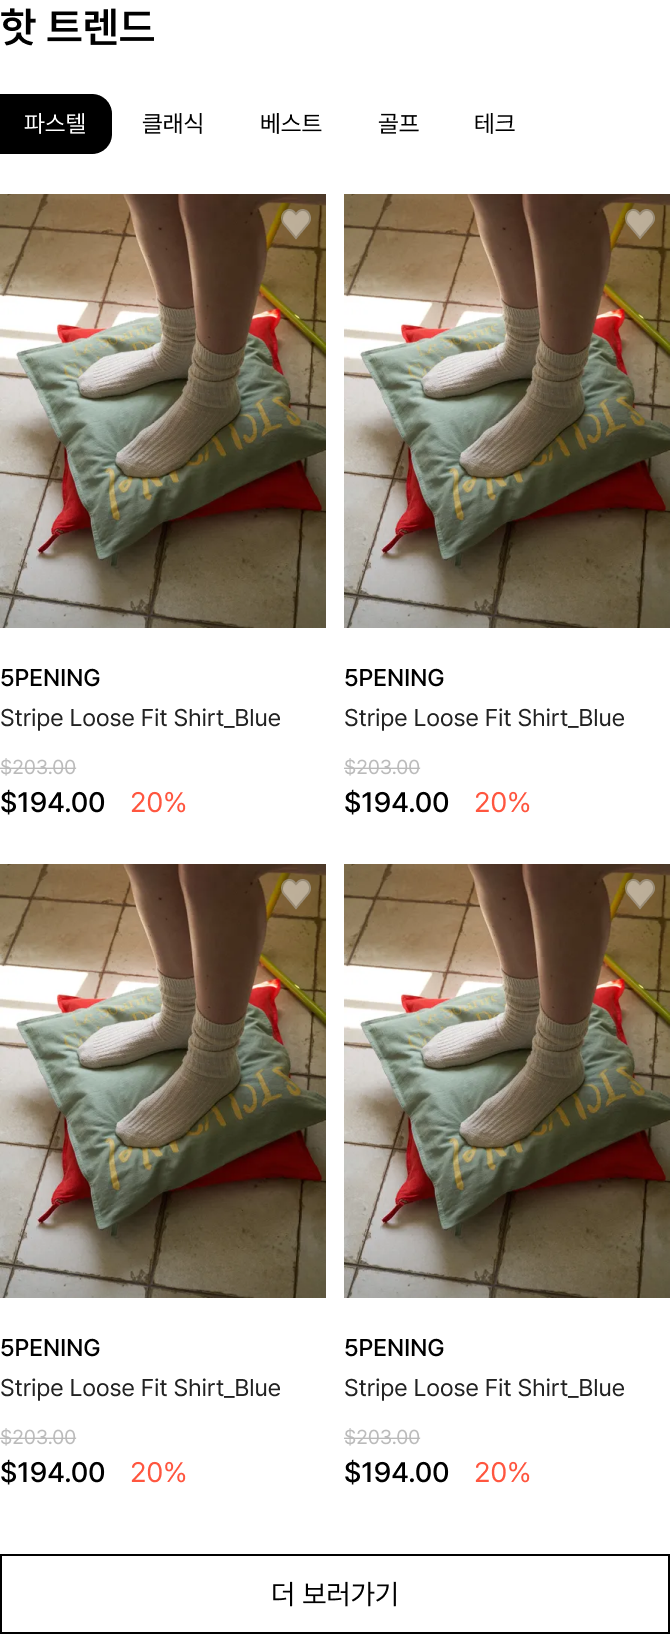 핫 트렌드
파스텔 클래식 베스트 골프 테크
5PENING
Stripe Loose Fit Shirt_Blue
$203.00
$194.00 20%
5PENING
Stripe Loose Fit Shirt_Blue
$203.00
$194.00 20%
5PENING
Stripe Loose Fit Shirt_Blue
$203.00
$194.00 20%
5PENING
Stripe Loose Fit Shirt_Blue
$203.00
$194.00 20%
더 보러가기